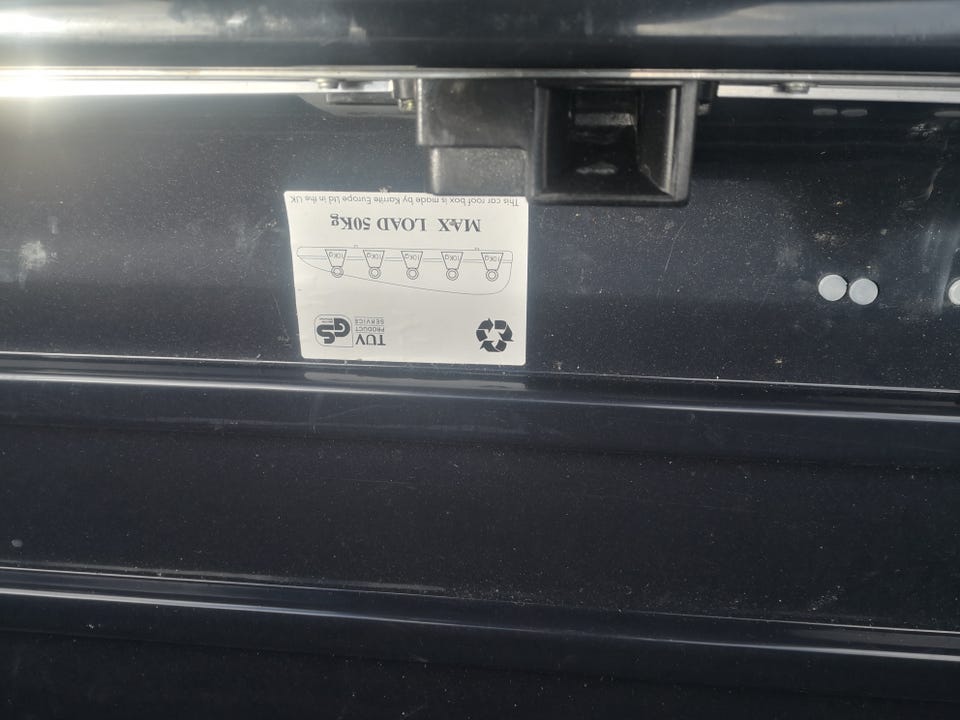 This car roof box is made by Karrite Europe Ltd in the UK
MAX LOAD 50Kg
10Kg 10Kg 10Kg 10Kg 10Kg
TUV
PRODUCT
SERVICE
GS